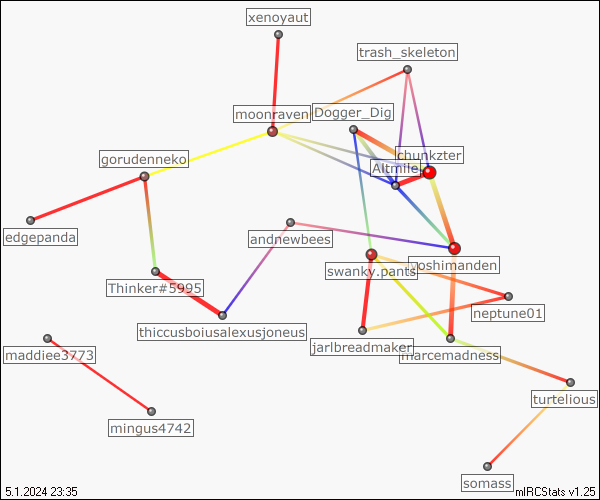 xenoyaut
trash_skeleton
moonraven
Dogger_Dig
chunkzter
gorudenneko
Altmile
edgepanda
andnewbees
yoshimanden
swanky.pants
Thinker#5995
neptune01
thiccusboiusalexusjoneus
jarlbreadmaker
marcemadness
maddiee3773
turtelious
mingus4742
somass
5.1.2024 23:35
mIRCStats v1.25